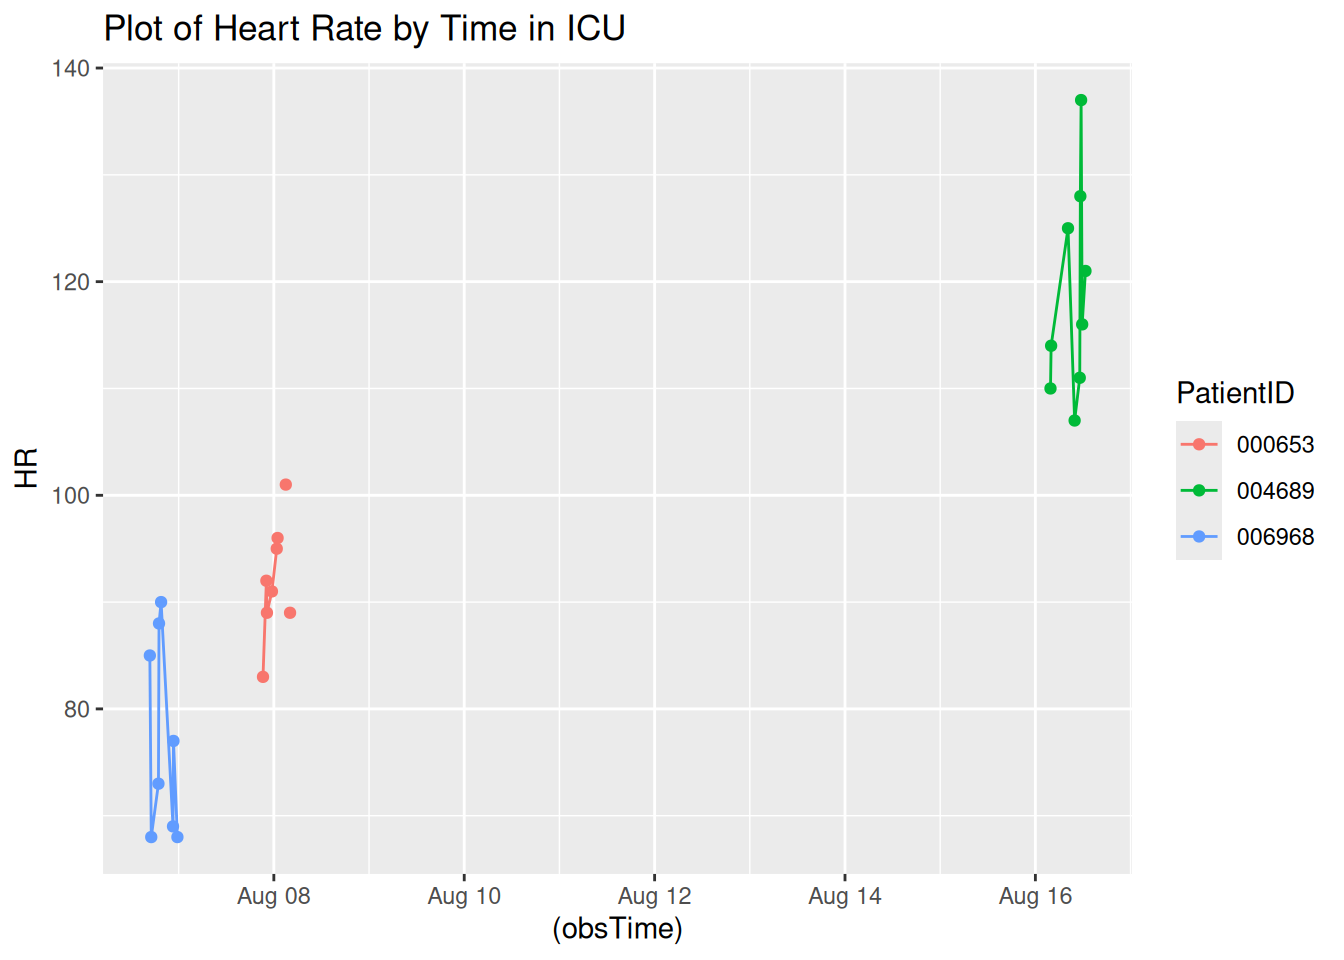 Plot of Heart Rate by Time in ICU
140
120
100
80
HR
Aug 08 Aug 10 Aug 12 Aug 14 Aug 16
(obsTime)
PatientID
000653
004689
006968